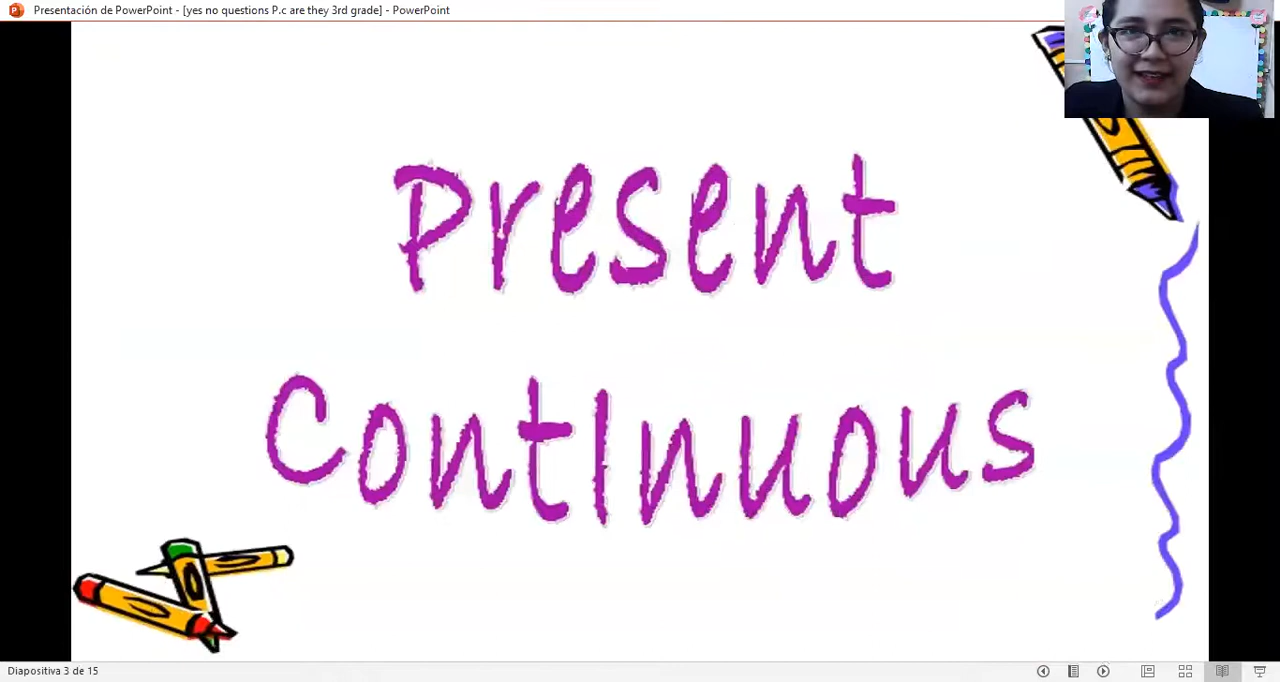 Presentación de PowerPoint - [yes no questions P.c are they 3rd grade] - PowerPoint
Present
ContInuous
Diapositiva 3 de 15